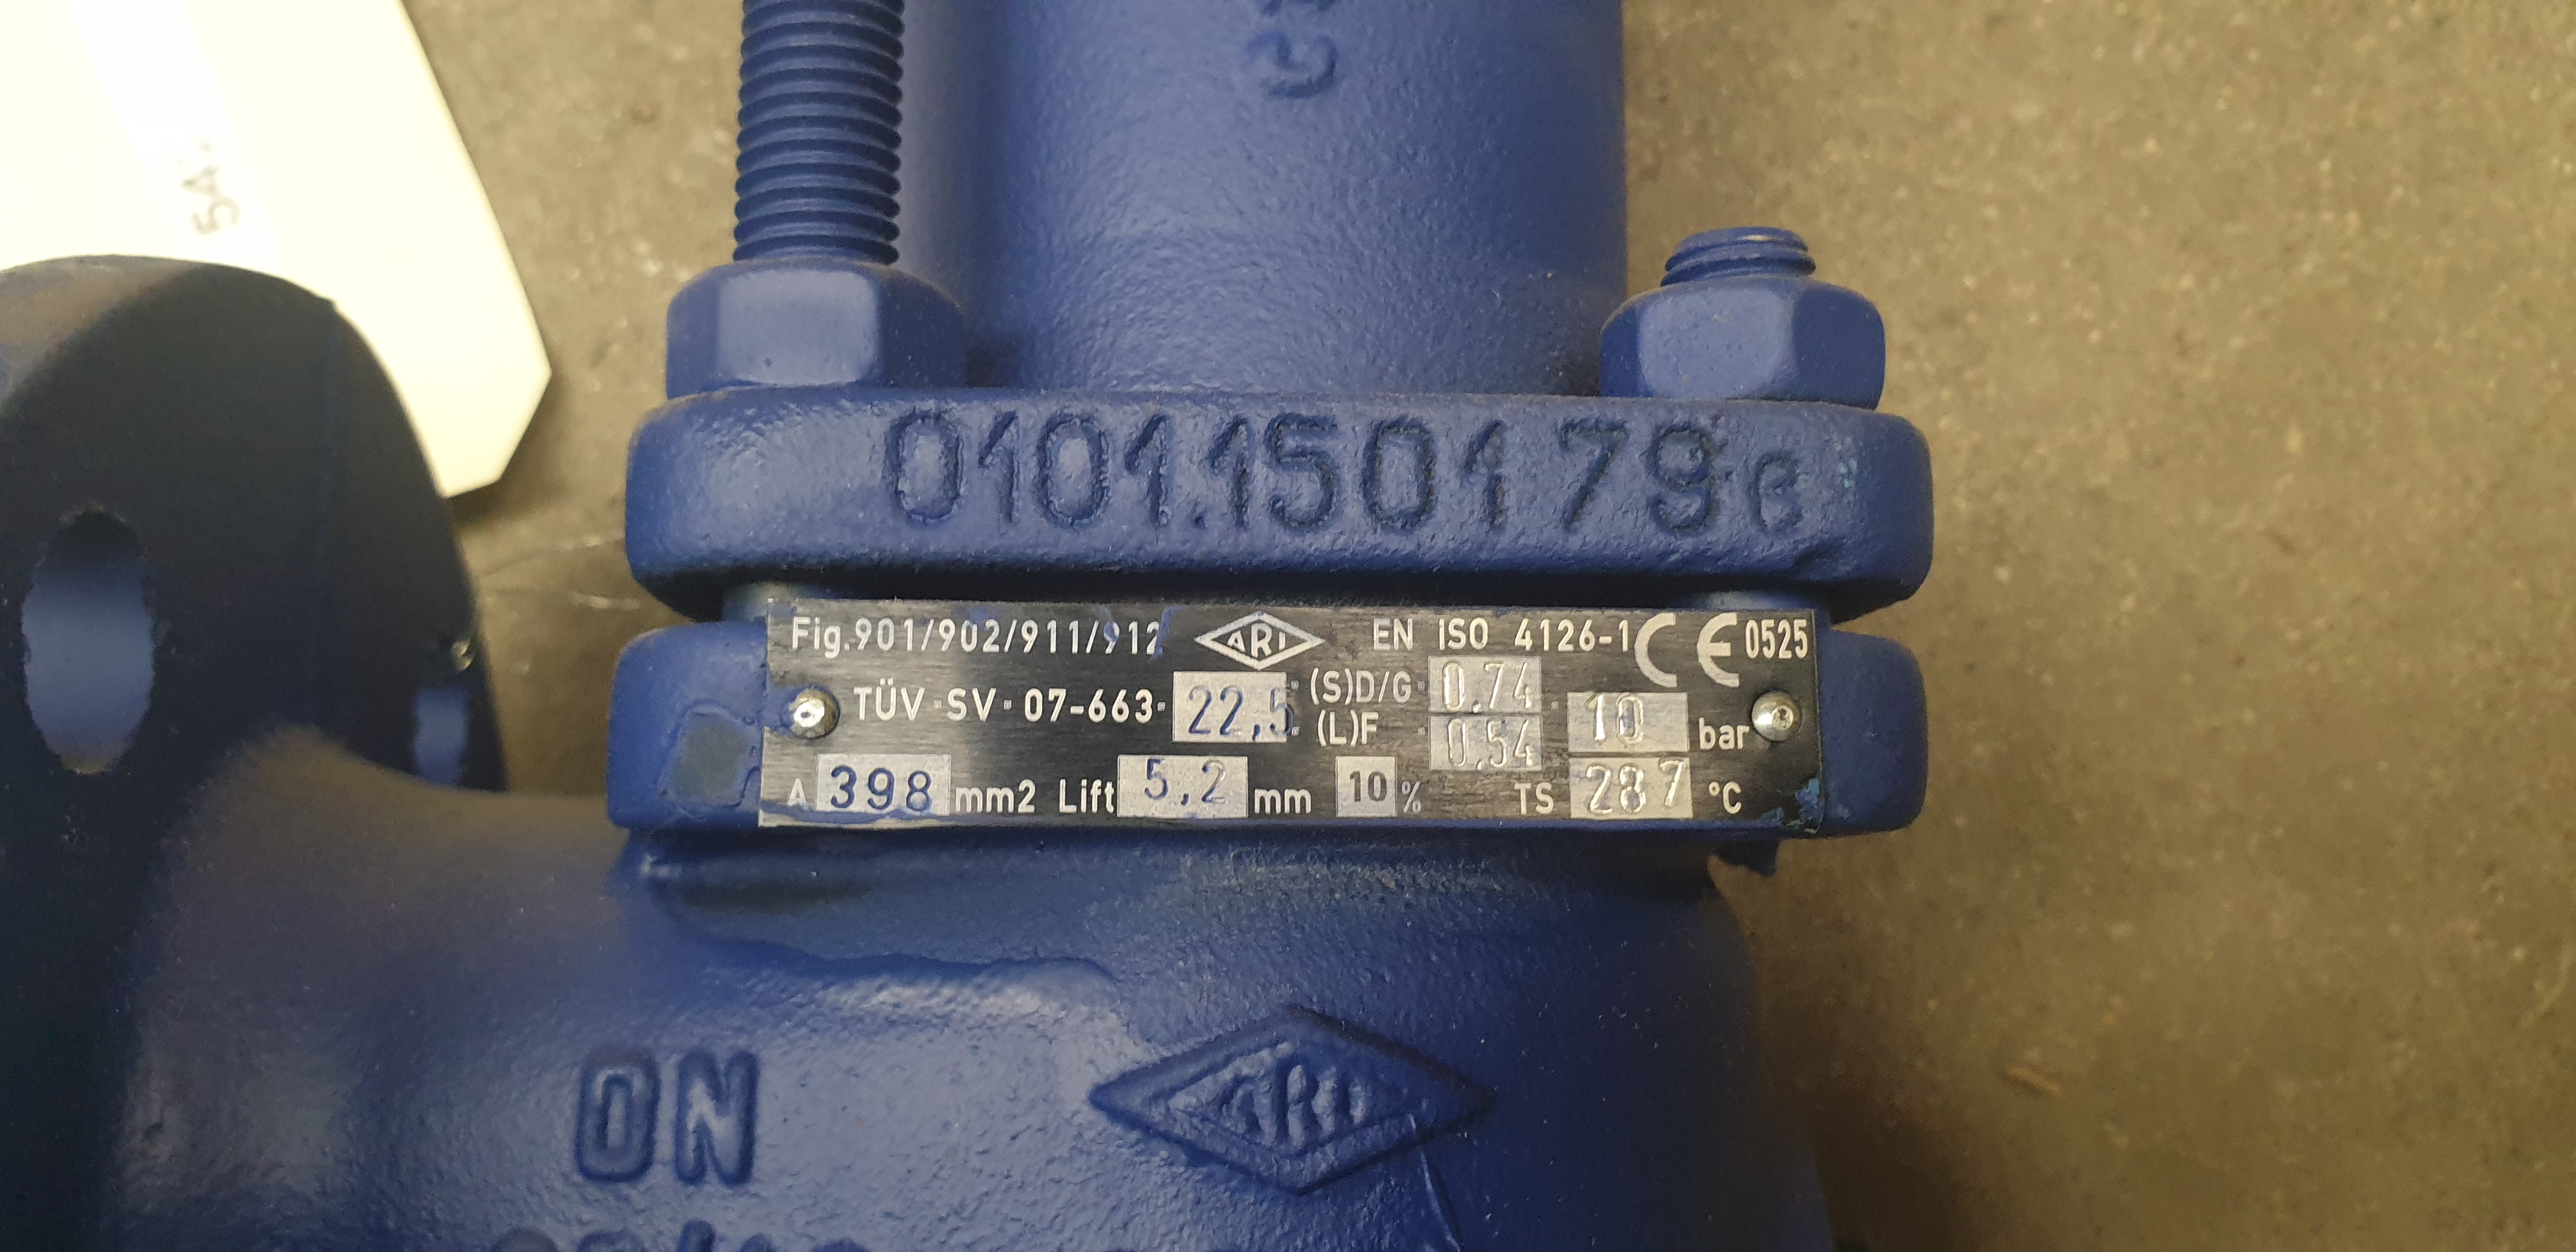 54
0101.1501 79 c
Fig.901/902/911/912 ARI EN ISO 4126-1 CE 0525
TÜV·SV·07-663· 22,5 · (S)D/G · 0,74 · 10 bar
(L)F · 0,54
A 398 mm2 Lift 5,2 mm 10 % TS 287 °C
DN ARI